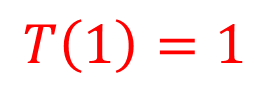 T(1) = 1